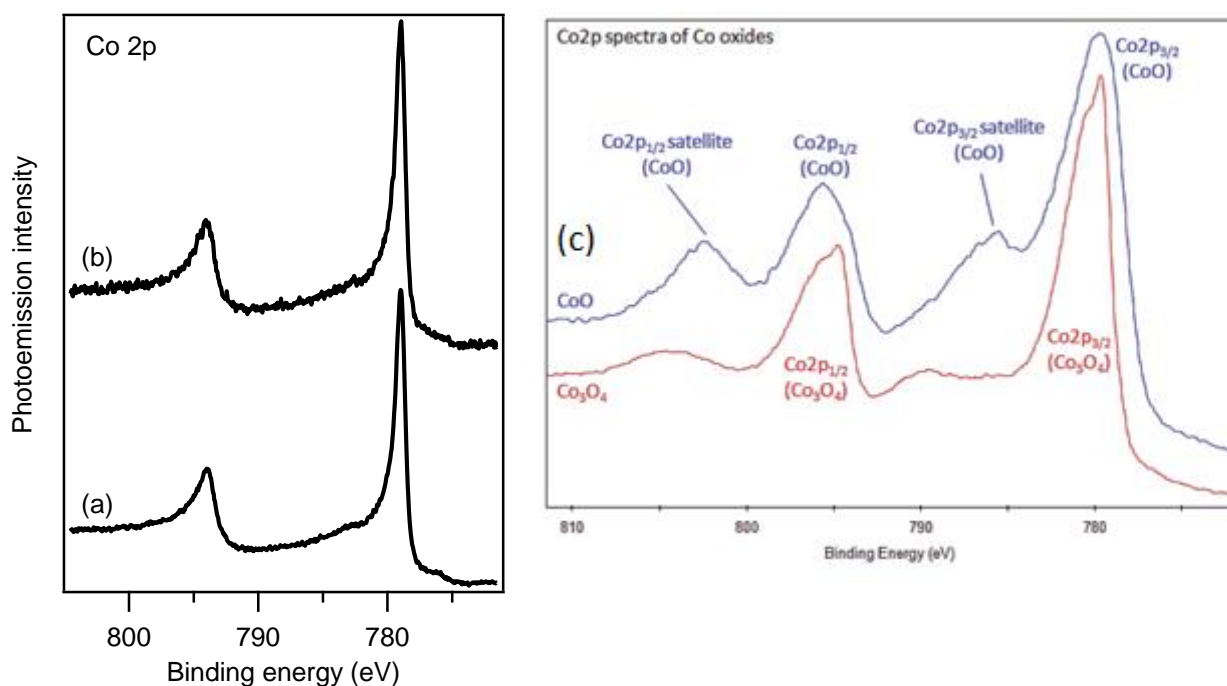 Co 2p
Photoemission intensity
(b)
(a)
800
790
780
Binding energy (eV)
Co2p spectra of Co oxides
Co2p3/2
(CoO)
Co2p1/2 satellite
(CoO)
Co2p1/2
(CoO)
Co2p3/2 satellite
(CoO)
(c)
CoO
Co3O4
Co2p1/2
(Co3O4)
Co2p3/2
(Co3O4)
810
800
790
780
Binding Energy (eV)